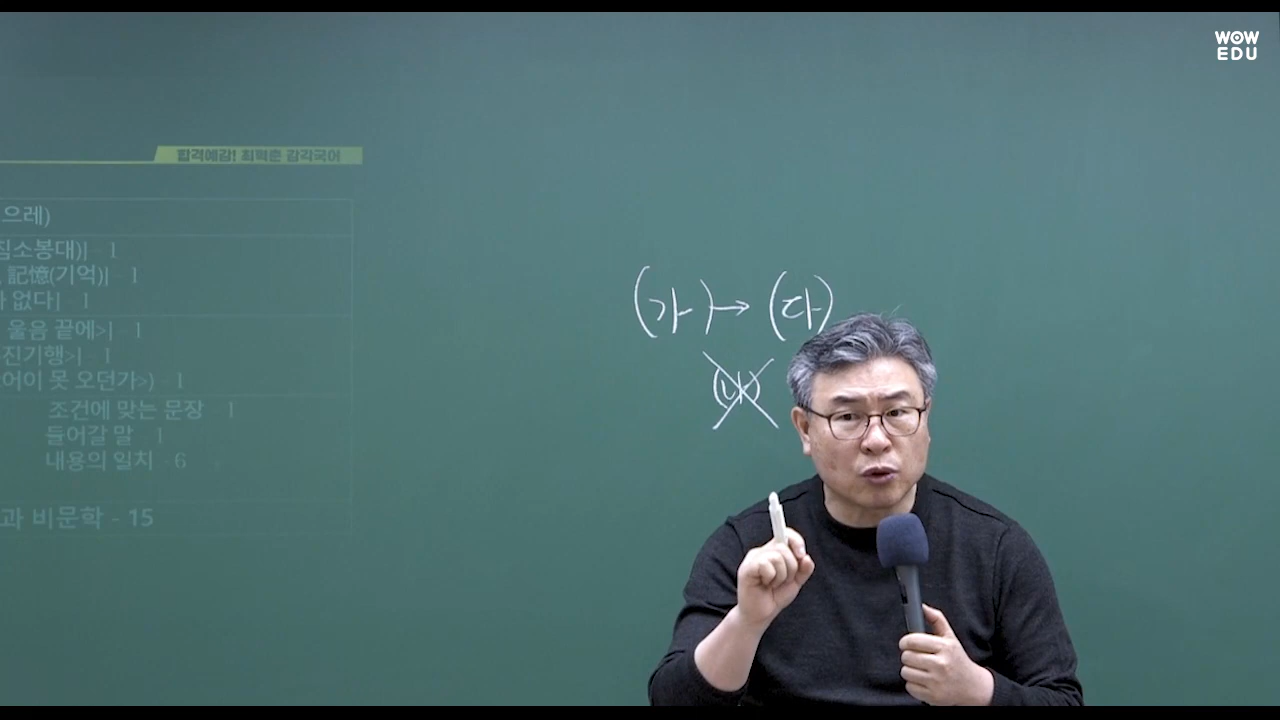 WOW
EDU
합격예감! 최혁춘 감각국어
으레)
침소봉대)] - 1
記憶(기억)] - 1
없다] - 1
울음 끝에>] - 1
진기행>] - 1
어이 못 오던가>) - 1
조건에 맞는 문장 - 1
들어갈 말 - 1
내용의 일치 - 6
과 비문학 - 15
(가) → (다)
(나)